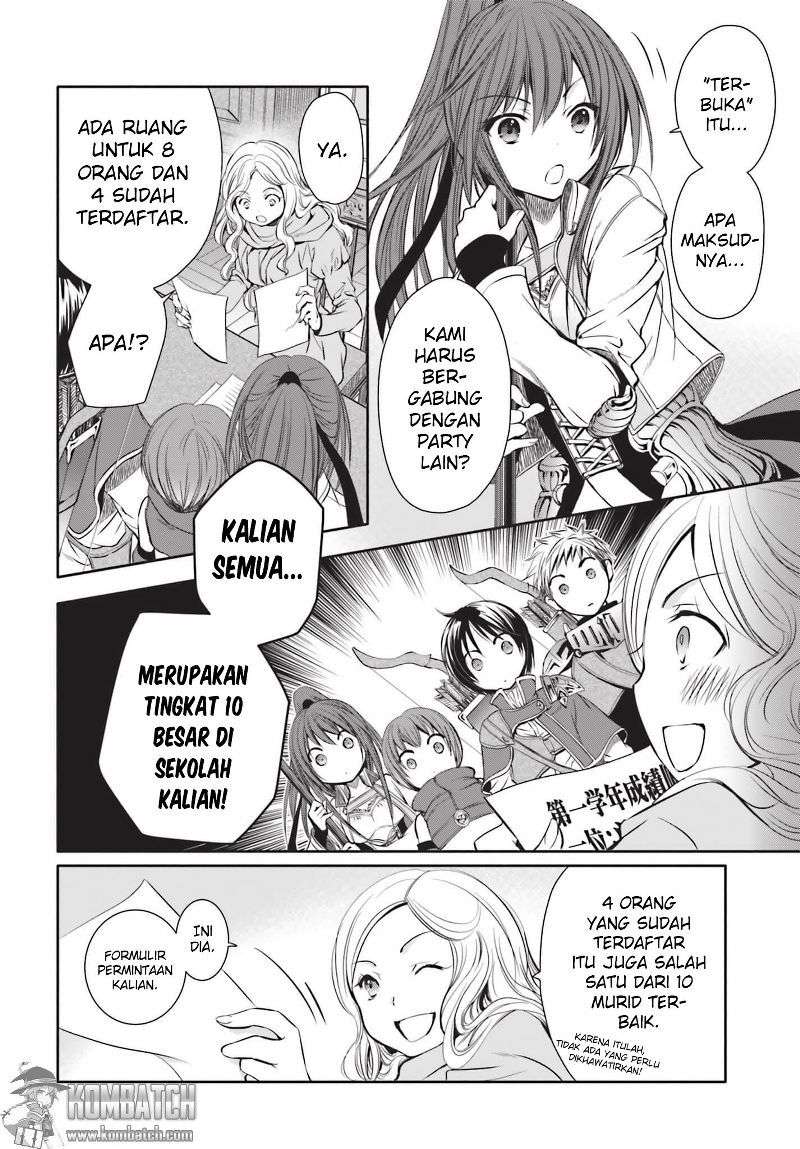 "TER-
BUKA"
ITU...
APA
MAKSUD-
NYA...
KAMI
HARUS
BER-
GABUNG
DENGAN
PARTY
LAIN?
YA.
ADA RUANG
UNTUK 8
ORANG DAN
4 SUDAH
TERDAFTAR.
APA!?
KALIAN
SEMUA...
MERUPAKAN
TINGKAT 10
BESAR DI
SEKOLAH
KALIAN!
第一学年成績
一位
4 ORANG
YANG SUDAH
TERDAFTAR
ITU JUGA SALAH
SATU DARI 10
MURID TER-
BAIK.
KARENA ITULAH,
TIDAK ADA YANG PERLU
DIKHAWATIRKAN!
INI
DIA.
FORMULIR
PERMINTAAN
KALIAN.
KOMBATCH
www.kombatch.com